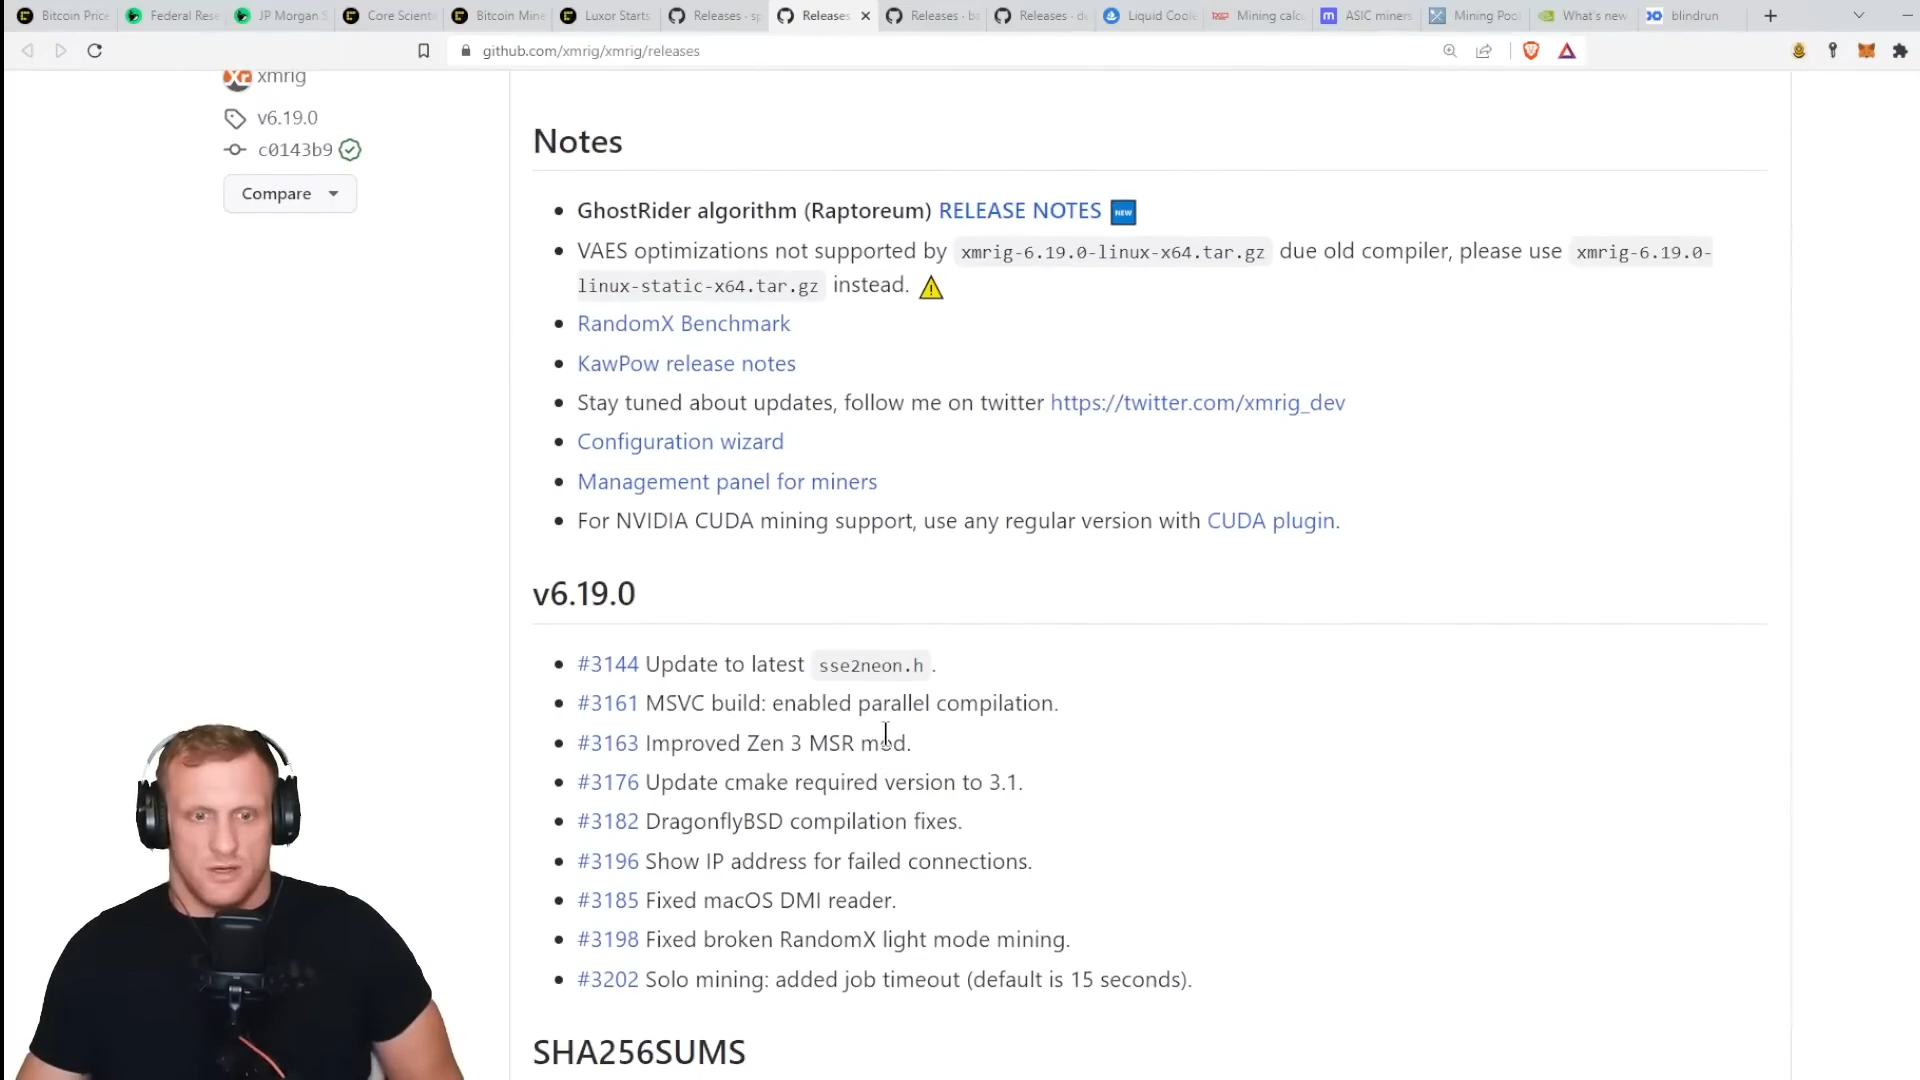 Bitcoin Price
Federal Res
JP Morgan S
Core Scienti
Bitcoin Mine
Luxor Starts
Releases · sp
Releases
Releases · b
Releases · d
Liquid Cool
Mining calc
ASIC miners
Mining Poo
What's new
blindrun
github.com/xmrig/xmrig/releases
xmrig
v6.19.0
c0143b9
Compare
Notes
GhostRider algorithm (Raptoreum) RELEASE NOTES NEW
VAES optimizations not supported by xmrig-6.19.0-linux-x64.tar.gz due old compiler, please use xmrig-6.19.0-
linux-static-x64.tar.gz instead.
RandomX Benchmark
KawPow release notes
Stay tuned about updates, follow me on twitter https://twitter.com/xmrig_dev
Configuration wizard
Management panel for miners
For NVIDIA CUDA mining support, use any regular version with CUDA plugin.
v6.19.0
#3144 Update to latest sse2neon.h.
#3161 MSVC build: enabled parallel compilation.
#3163 Improved Zen 3 MSR mod.
#3176 Update cmake required version to 3.1.
#3182 DragonflyBSD compilation fixes.
#3196 Show IP address for failed connections.
#3185 Fixed macOS DMI reader.
#3198 Fixed broken RandomX light mode mining.
#3202 Solo mining: added job timeout (default is 15 seconds).
SHA256SUMS